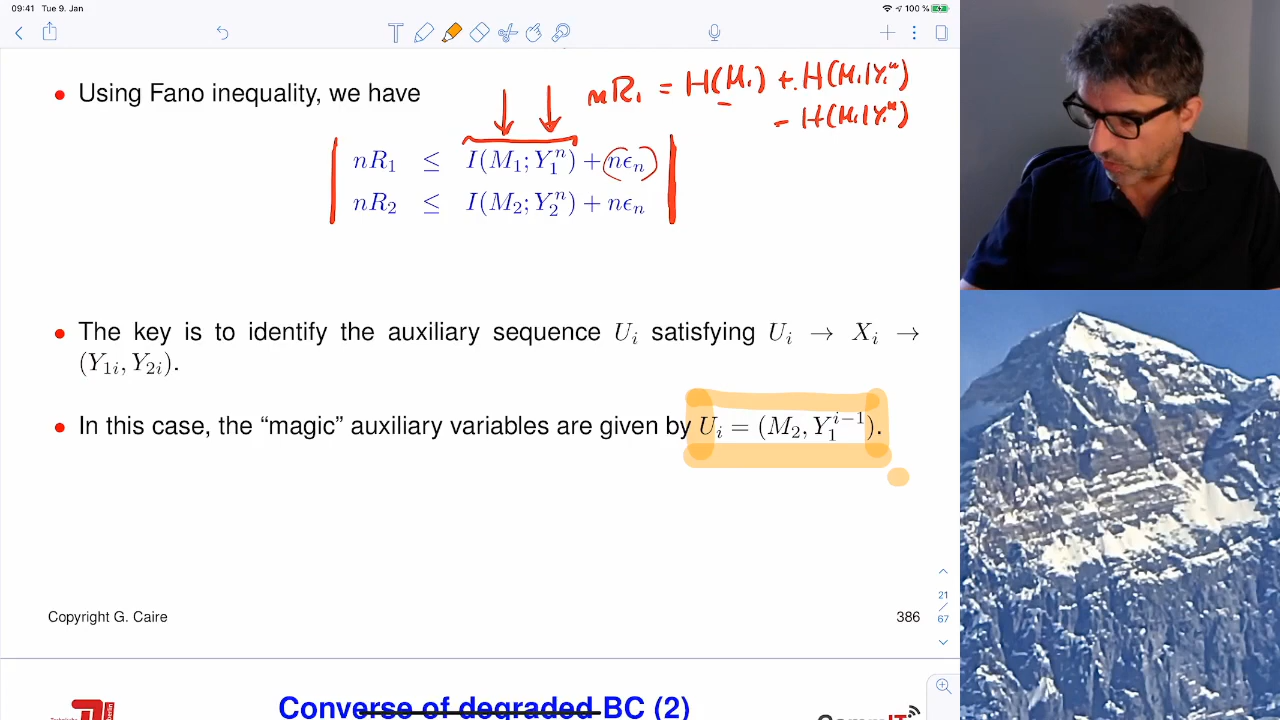 09:41 Tue 9. Jan
100 %
• Using Fano inequality, we have
nR₁ = H(M₁) + H(M₁|Y₁ⁿ)
− H(M₁|Y₁ⁿ)
nR₁ ≤ I(M₁; Y₁ⁿ) + nϵₙ
nR₂ ≤ I(M₂; Y₂ⁿ) + nϵₙ
• The key is to identify the auxiliary sequence Uᵢ satisfying Uᵢ → Xᵢ →
(Y₁ᵢ, Y₂ᵢ).
• In this case, the “magic” auxiliary variables are given by Uᵢ = (M₂, Y₁ⁱ⁻¹).
21
/
67
Copyright G. Caire
386
Converse of degraded BC (2)